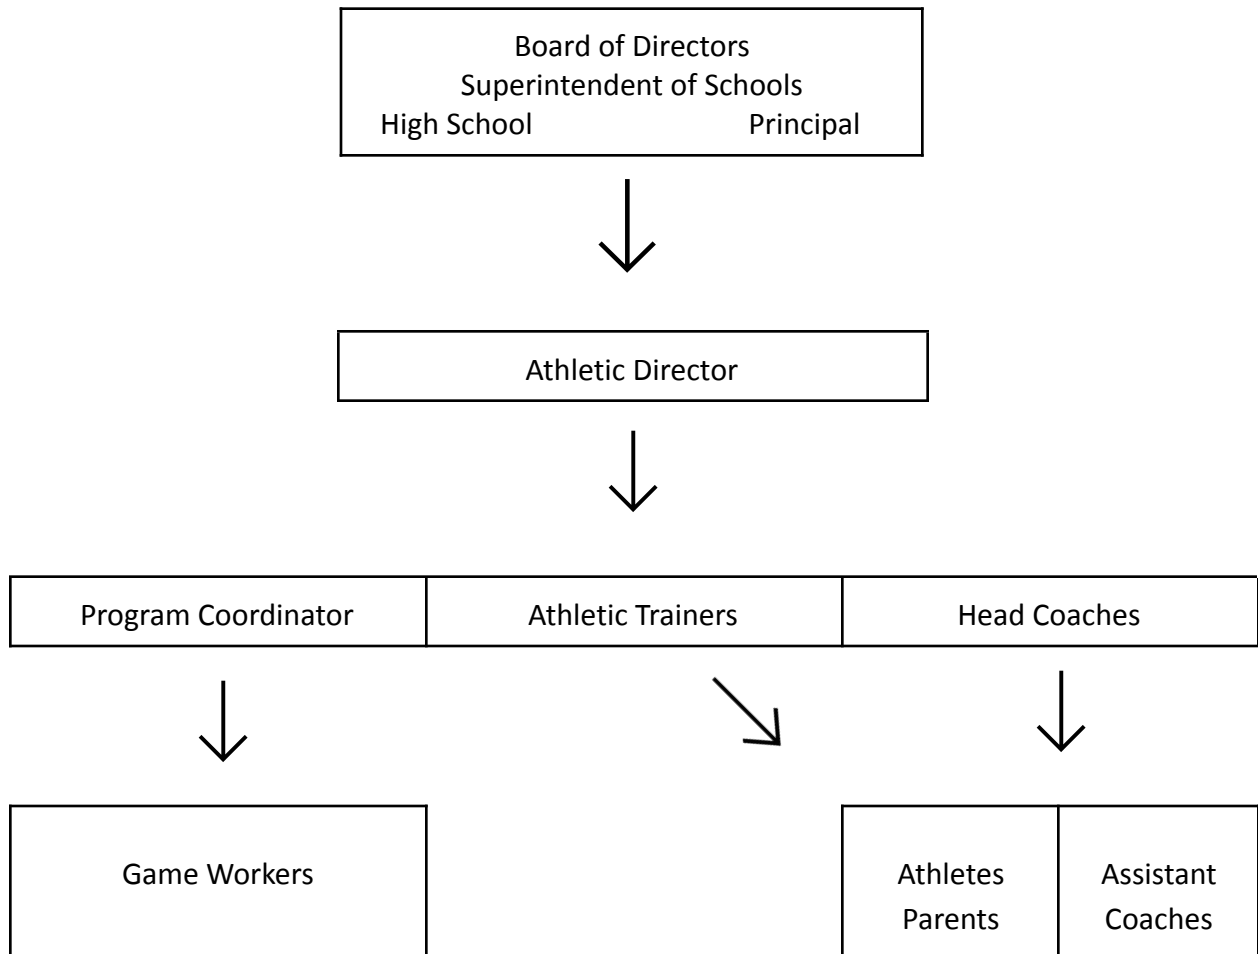 Board of Directors
Superintendent of Schools
High School Principal
Athletic Director
Program Coordinator
Athletic Trainers
Head Coaches
Game Workers
Athletes
Parents
Assistant
Coaches